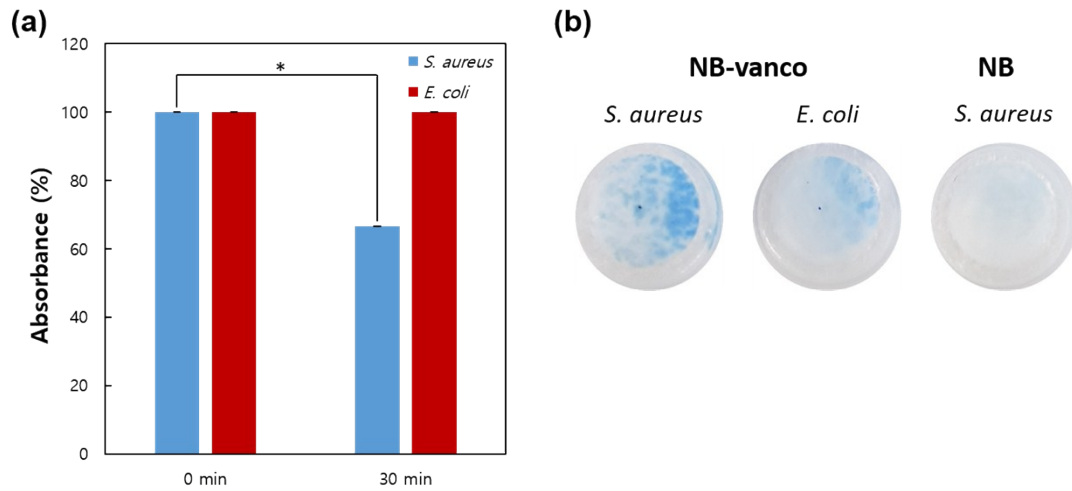 (a)
120
100
80
60
40
20
0
Absorbance (%)
*
S. aureus
E. coli
0 min
30 min
(b)
NB-vanco
NB
S. aureus
E. coli
S. aureus